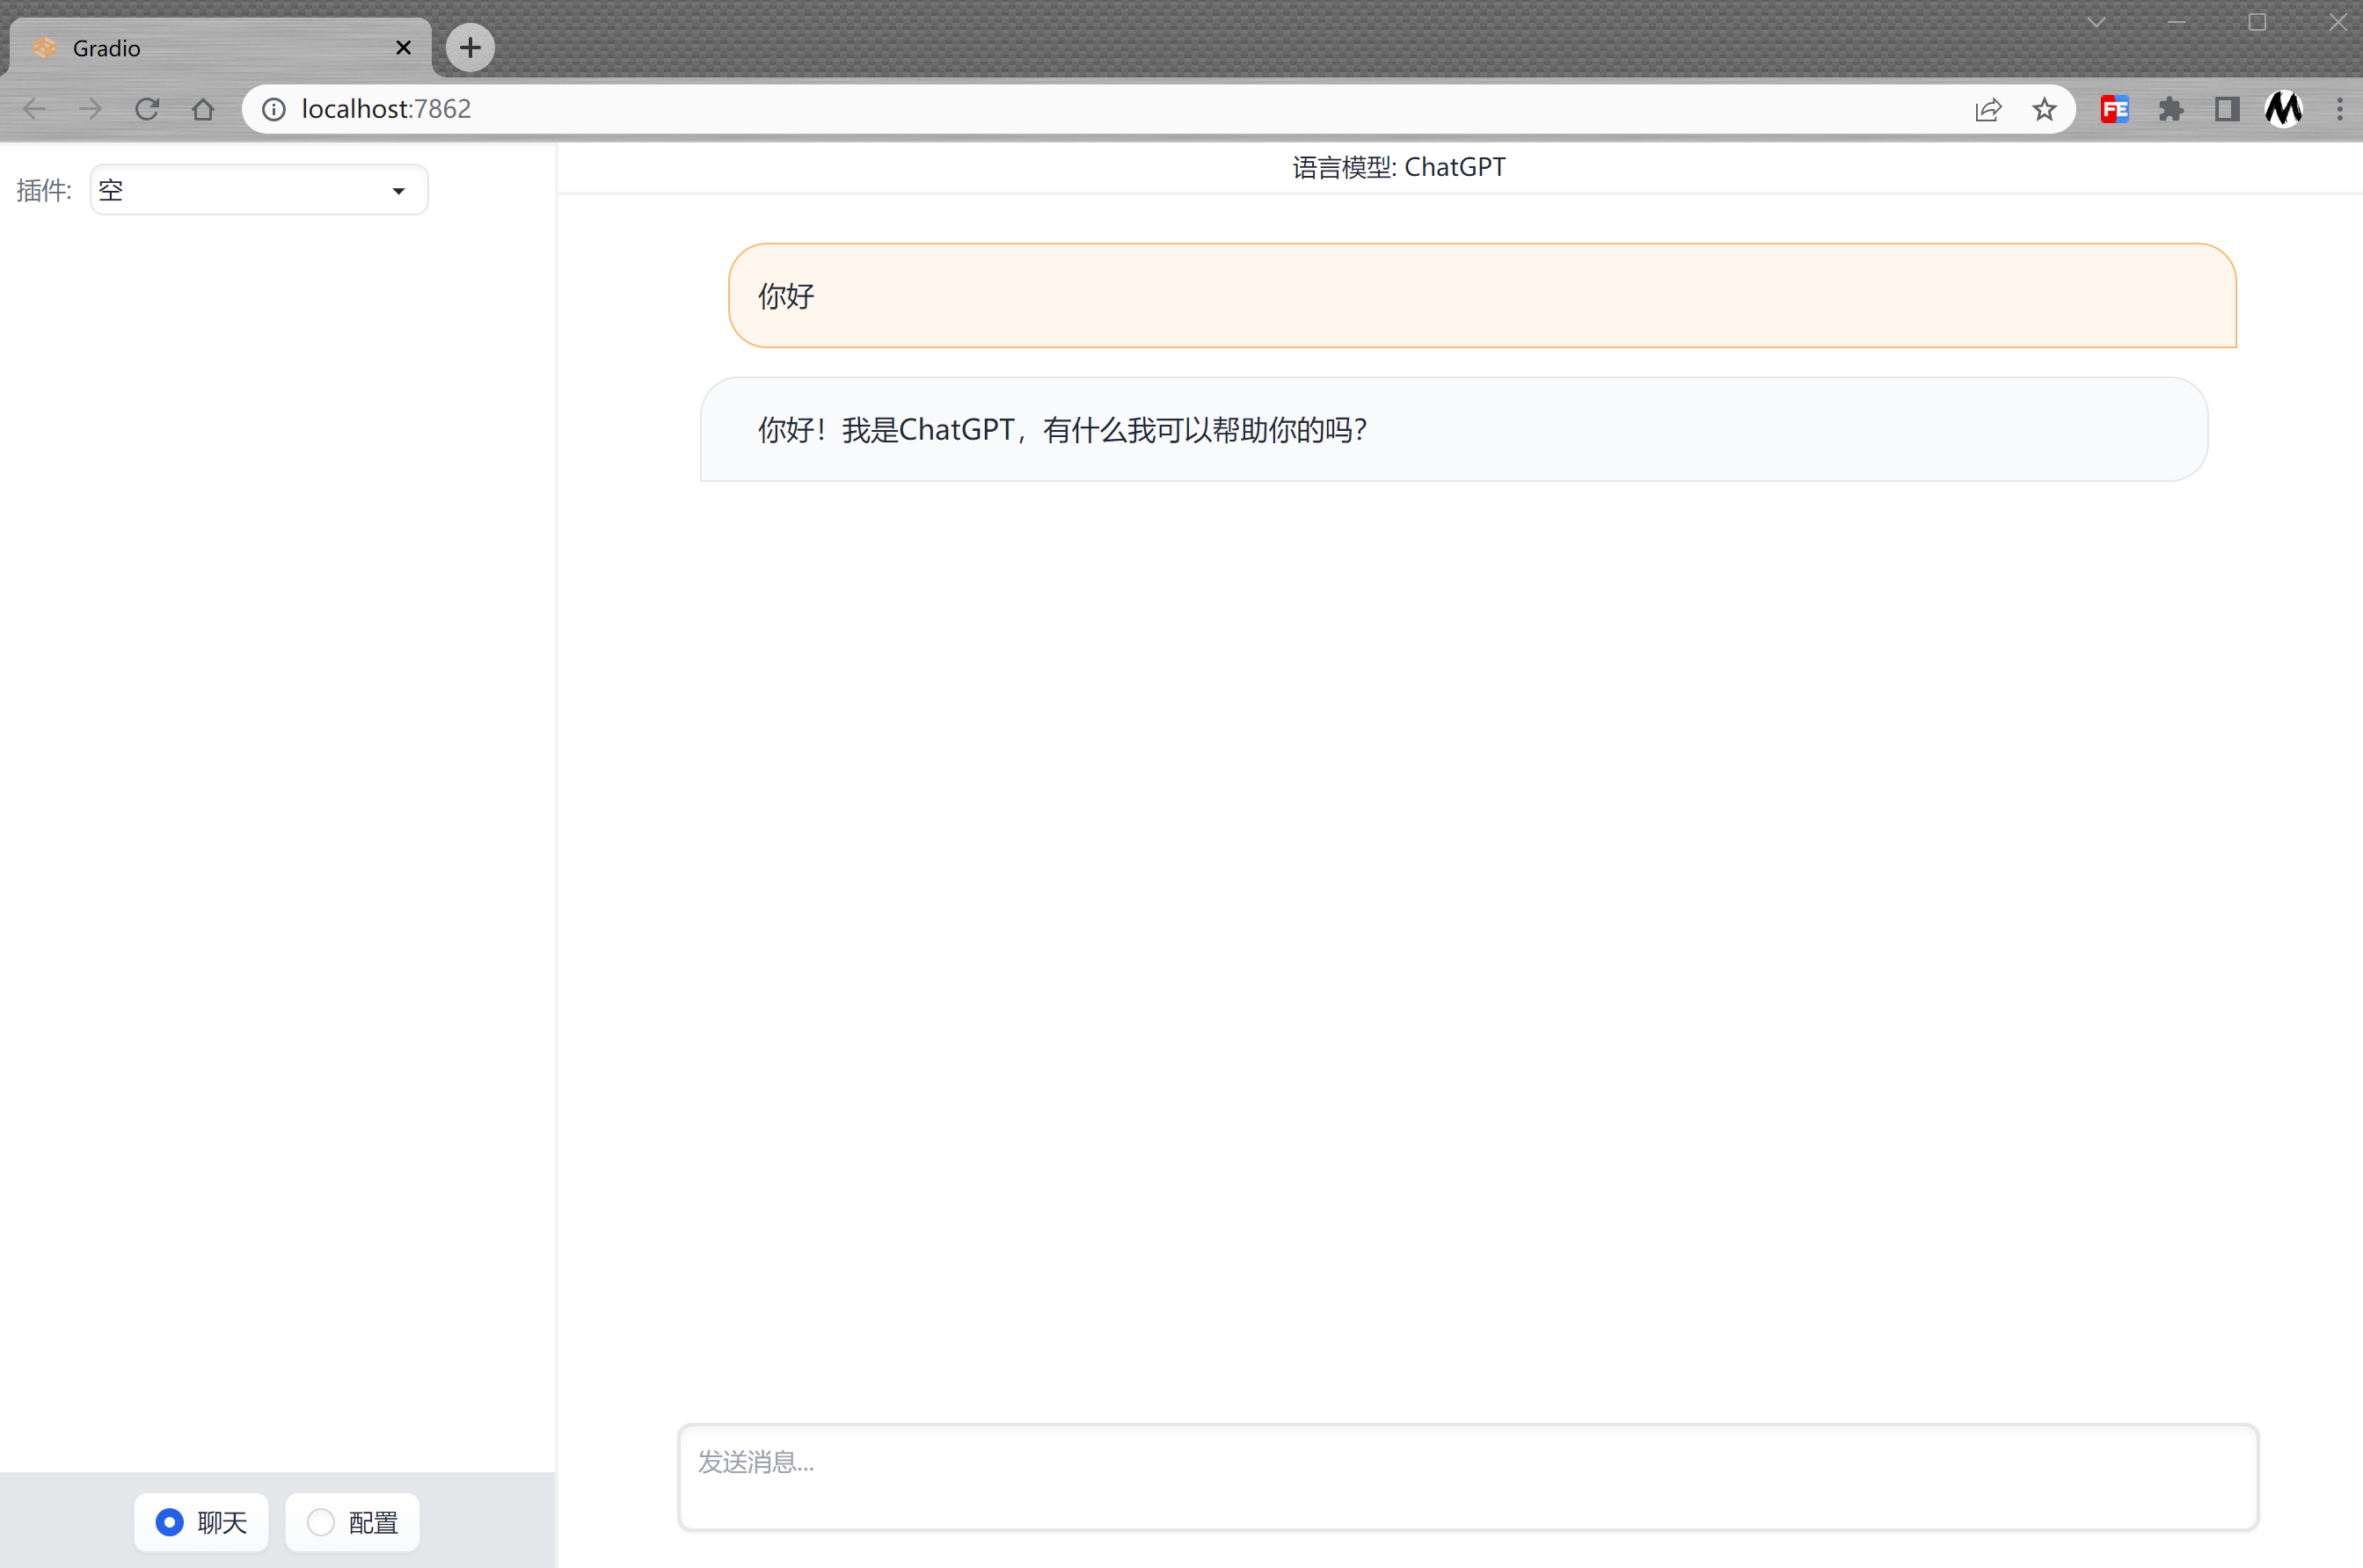 Gradio
localhost:7862
FE
插件:
空
语言模型: ChatGPT
你好
你好！我是ChatGPT，有什么我可以帮助你的吗？
发送消息...
聊天
配置